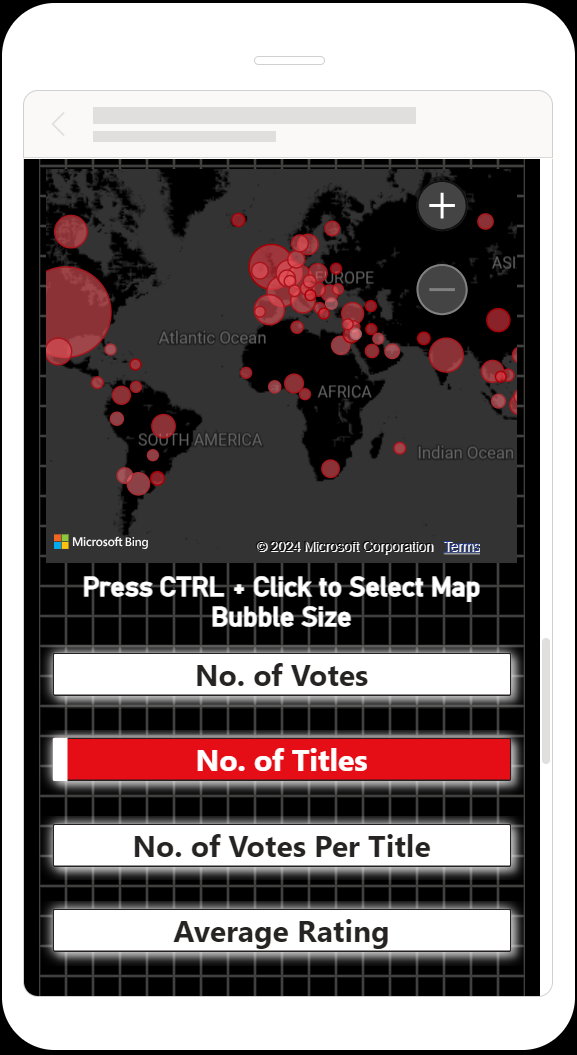 EUROPE
ASI
Atlantic Ocean
AFRICA
SOUTH AMERICA
Indian Ocean
Microsoft Bing
© 2024 Microsoft Corporation Terms
Press CTRL + Click to Select Map
Bubble Size
No. of Votes
No. of Titles
No. of Votes Per Title
Average Rating